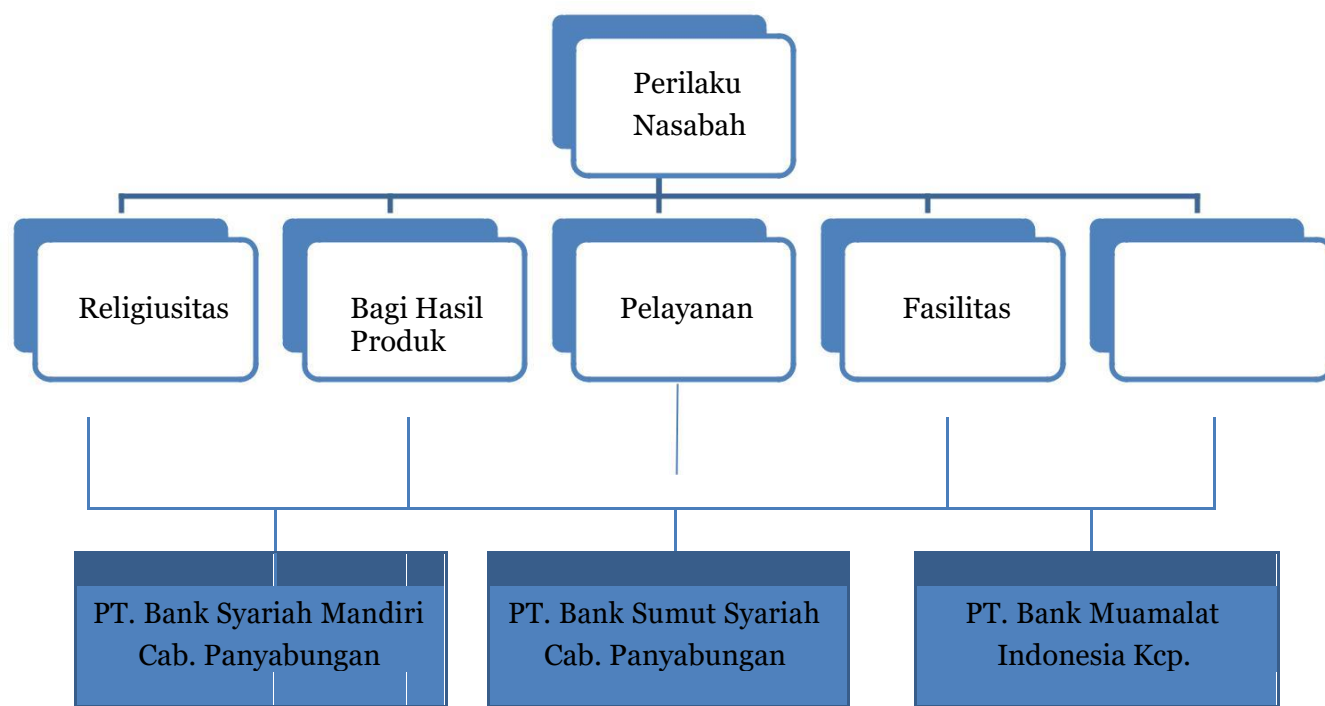 Perilaku
Nasabah
Religiusitas
Bagi Hasil
Produk
Pelayanan
Fasilitas
PT. Bank Syariah Mandiri
Cab. Panyabungan
PT. Bank Sumut Syariah
Cab. Panyabungan
PT. Bank Muamalat
Indonesia Kcp.